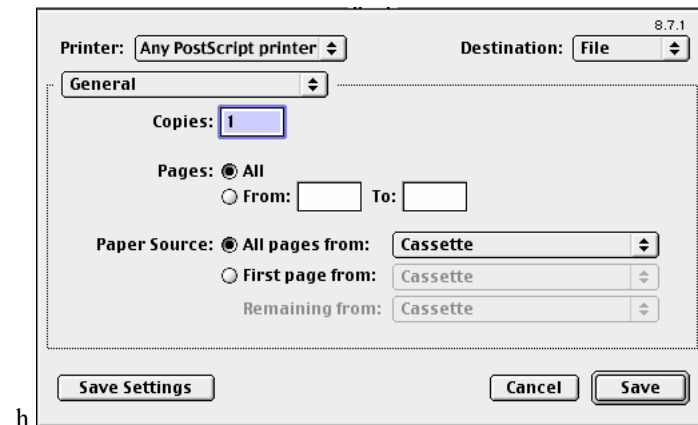 8.7.1
Printer: Any PostScript printer Destination: File
General
Copies: 1
Pages: All
From: To:
Paper Source: All pages from: Cassette
First page from: Cassette
Remaining from: Cassette
Save Settings Cancel Save
h